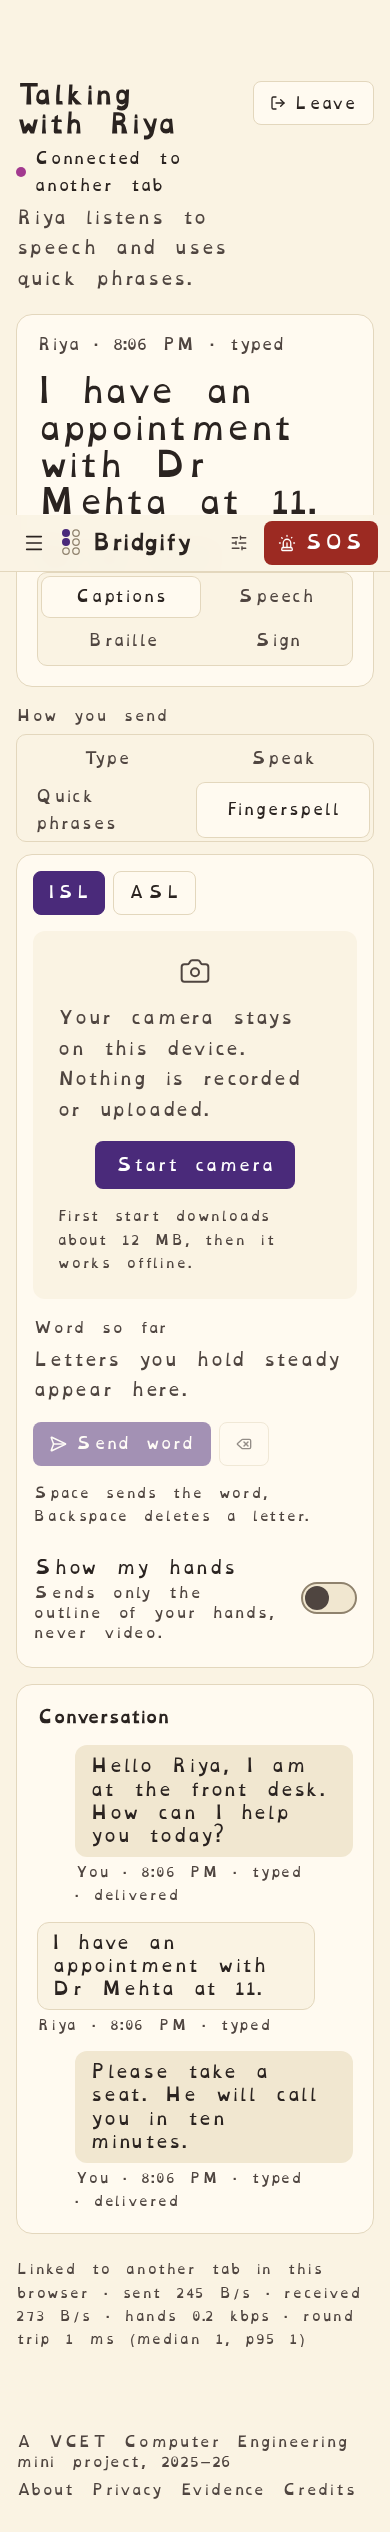 Talking
with Riya
Leave
Connected to
another tab
Riya listens to
speech and uses
quick phrases.
Riya · 8:06 PM · typed
I have an
appointment
with Dr
Mehta at 11.
Bridgify
SOS
Captions
Speech
Braille
Sign
How you send
Type
Speak
Quick
phrases
Fingerspell
ISL
ASL
Your camera stays
on this device.
Nothing is recorded
or uploaded.
Start camera
First start downloads
about 12 MB, then it
works offline.
Word so far
Letters you hold steady
appear here.
Send word
Space sends the word,
Backspace deletes a letter.
Show my hands
Sends only the
outline of your hands,
never video.
Conversation
Hello Riya, I am
at the front desk.
How can I help
you today?
You · 8:06 PM · typed
· delivered
I have an
appointment with
Dr Mehta at 11.
Riya · 8:06 PM · typed
Please take a
seat. He will call
you in ten
minutes.
You · 8:06 PM · typed
· delivered
Linked to another tab in this
browser · sent 245 B/s · received
273 B/s · hands 0.2 kbps · round
trip 1 ms (median 1, p95 1)
A VCET Computer Engineering
mini project, 2025–26
About Privacy Evidence Credits